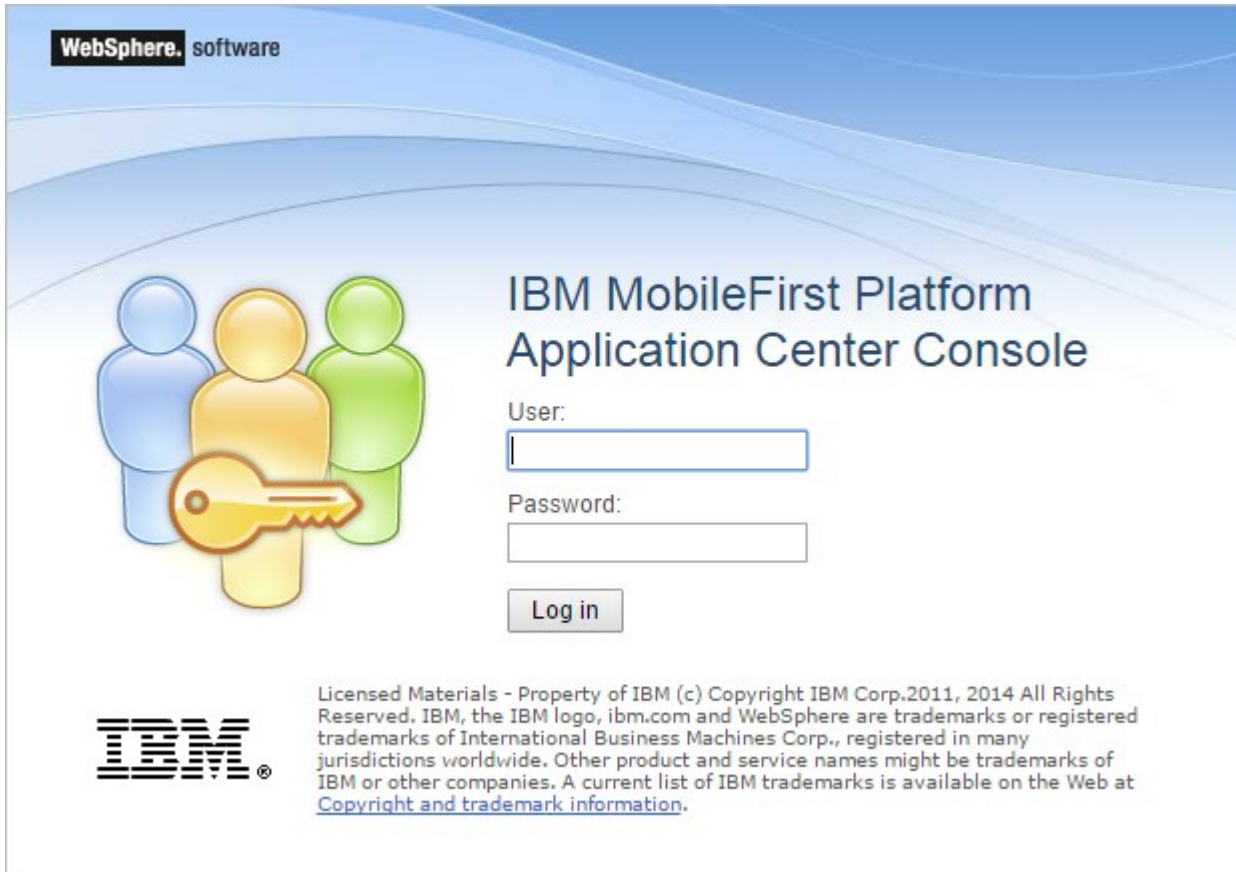 WebSphere. software
IBM MobileFirst Platform
Application Center Console
User:
Password:
Log in
Licensed Materials - Property of IBM (c) Copyright IBM Corp.2011, 2014 All Rights
Reserved. IBM, the IBM logo, ibm.com and WebSphere are trademarks or registered
trademarks of International Business Machines Corp., registered in many
jurisdictions worldwide. Other product and service names might be trademarks of
IBM or other companies. A current list of IBM trademarks is available on the Web at
Copyright and trademark information.
IBM®